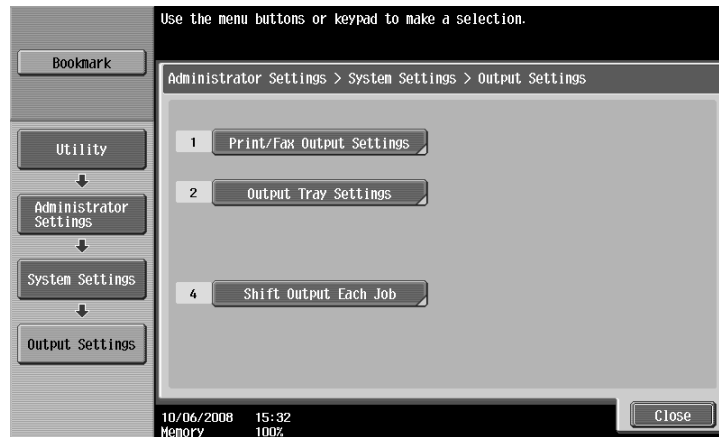 Use the menu buttons or keypad to make a selection.
Bookmark
Administrator Settings > System Settings > Output Settings
Utility
Administrator
Settings
System Settings
Output Settings
1 Print/Fax Output Settings
2 Output Tray Settings
4 Shift Output Each Job
Close
10/06/2008 15:32
Memory 100%